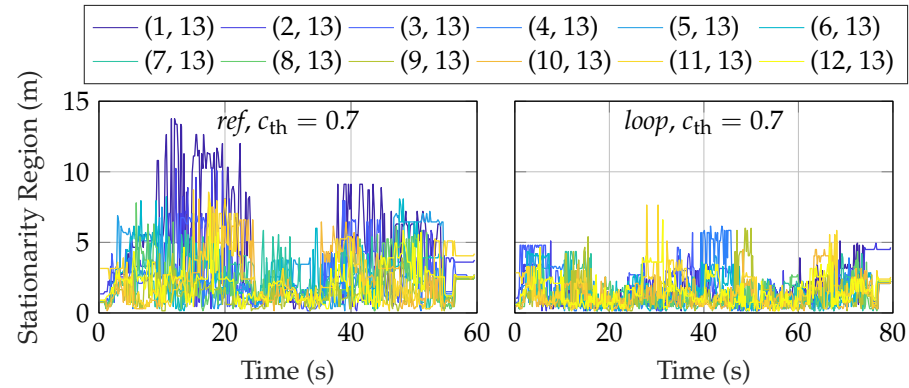 (1, 13) (2, 13) (3, 13) (4, 13) (5, 13) (6, 13)
(7, 13) (8, 13) (9, 13) (10, 13) (11, 13) (12, 13)
Stationarity Region (m)
15
10
5
0
ref, c_th = 0.7
loop, c_th = 0.7
0 20 40 60
0 20 40 60 80
Time (s)
Time (s)